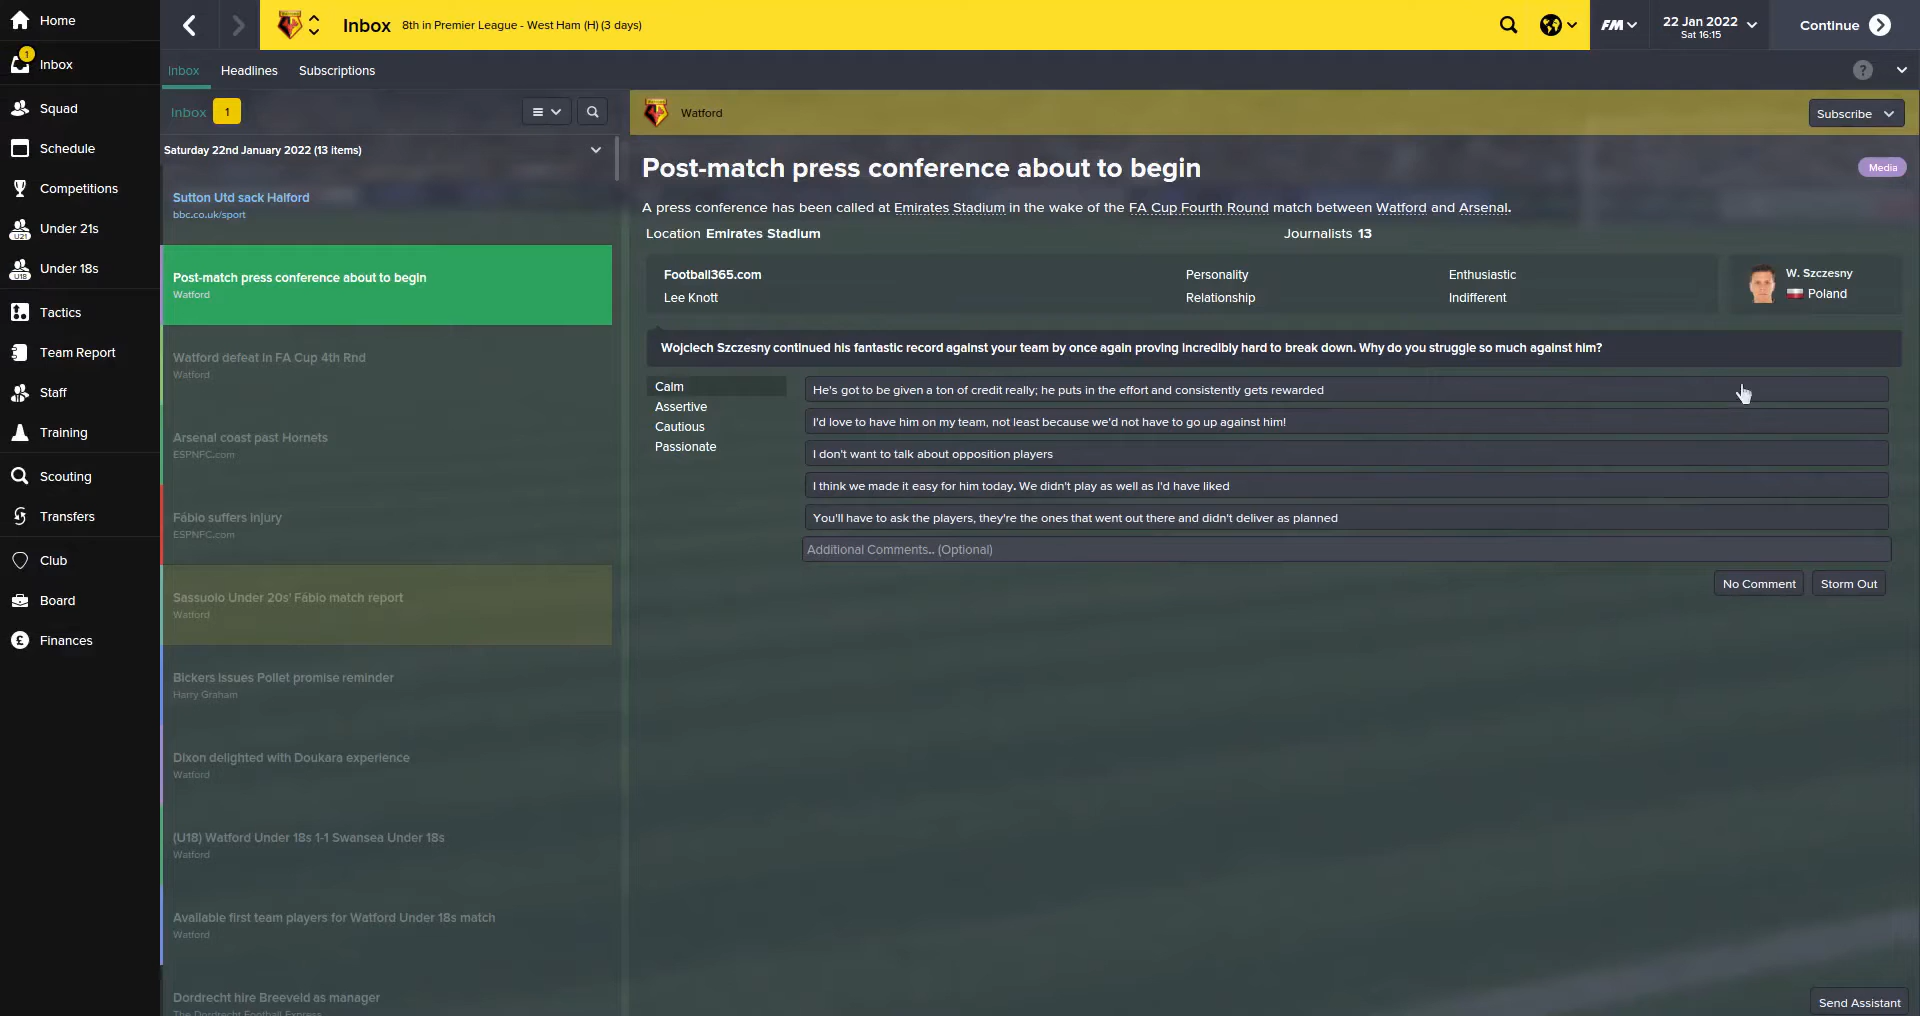 Home
Inbox
8th in Premier League - West Ham (H) (3 days)
FM
22 Jan 2022
Sat 16:15
Continue
1
Inbox
Squad
Schedule
Competitions
U21
Under 21s
U18
Under 18s
Tactics
Team Report
Staff
Training
Scouting
Transfers
Club
Board
Finances
Inbox
Headlines
Subscriptions
?
Inbox
1
Saturday 22nd January 2022 (13 items)
Sutton Utd sack Halford
bbc.co.uk/sport
Post-match press conference about to begin
Watford
Watford defeat in FA Cup 4th Rnd
Watford
Arsenal coast past Hornets
ESPNFC.com
Fábio suffers injury
ESPNFC.com
Sassuolo Under 20s' Fábio match report
Watford
Bickers issues Pollet promise reminder
Harry Graham
Dixon delighted with Doukara experience
Watford
(U18) Watford Under 18s 1-1 Swansea Under 18s
Watford
Available first team players for Watford Under 18s match
Watford
Dordrecht hire Breeveld as manager
The Dordrecht Football Express
Watford
Subscribe
Post-match press conference about to begin
Media
A press conference has been called at Emirates Stadium in the wake of the FA Cup Fourth Round match between Watford and Arsenal.
Location Emirates Stadium
Journalists 13
Football365.com
Personality
Enthusiastic
Lee Knott
Relationship
Indifferent
W. Szczesny
Poland
Wojciech Szczesny continued his fantastic record against your team by once again proving incredibly hard to break down. Why do you struggle so much against him?
Calm
Assertive
Cautious
Passionate
He's got to be given a ton of credit really; he puts in the effort and consistently gets rewarded
I'd love to have him on my team, not least because we'd not have to go up against him!
I don't want to talk about opposition players
I think we made it easy for him today. We didn't play as well as I'd have liked
You'll have to ask the players, they're the ones that went out there and didn't deliver as planned
Additional Comments.. (Optional)
No Comment
Storm Out
Send Assistant